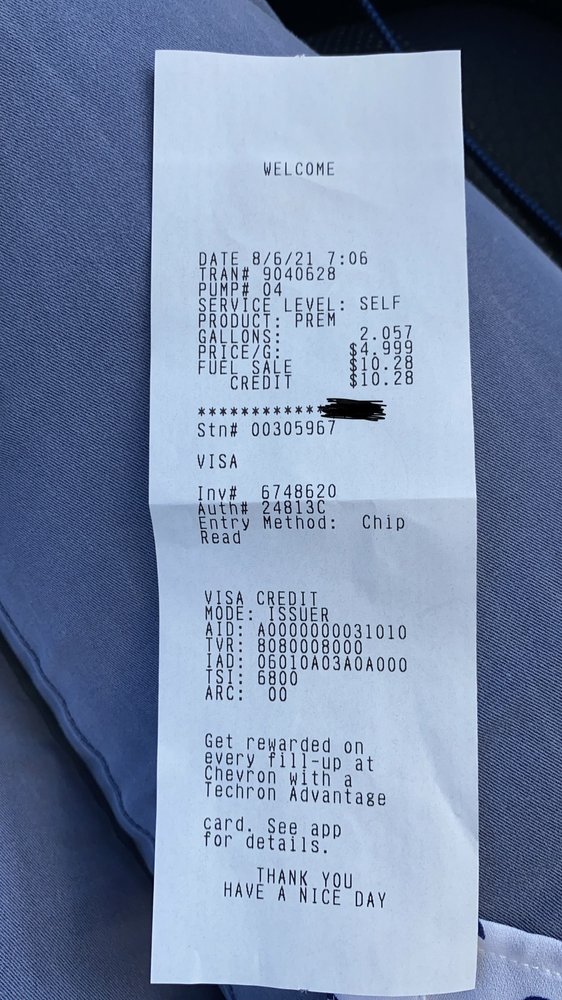 WELCOME
DATE 8/6/21 7:06
TRAN# 9040628
PUMP# 04
SERVICE LEVEL: SELF
PRODUCT: PREM
GALLONS: 2.057
PRICE/G: $4.999
FUEL SALE $10.28
CREDIT $10.28
************
Stn# 00305967
VISA
Inv# 6748620
Auth# 24813C
Entry Method: Chip
Read
VISA CREDIT
MODE: ISSUER
AID: A0000000031010
TVR: 8080008000
IAD: 06010A03A0A000
TSI: 6800
ARC: 00
Get rewarded on
every fill-up at
Chevron with a
Techron Advantage
card. See app
for details.
THANK YOU
HAVE A NICE DAY